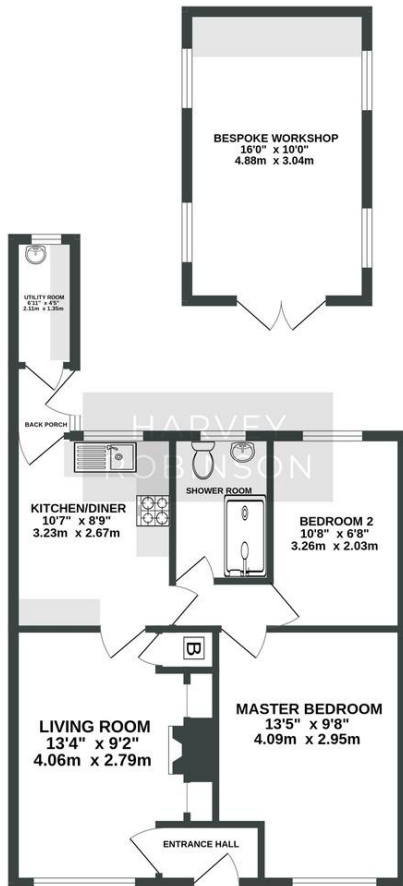 BESPOKE WORKSHOP
16'0" x 10'0"
4.88m x 3.04m
UTILITY ROOM
6'11" x 4'5"
2.11m x 1.35m
BACK PORCH
HARVEY
ROBINSON
KITCHEN/DINER
10'7" x 8'9"
3.23m x 2.67m
SHOWER ROOM
BEDROOM 2
10'8" x 6'8"
3.26m x 2.03m
B
LIVING ROOM
13'4" x 9'2"
4.06m x 2.79m
MASTER BEDROOM
13'5" x 9'8"
4.09m x 2.95m
ENTRANCE HALL